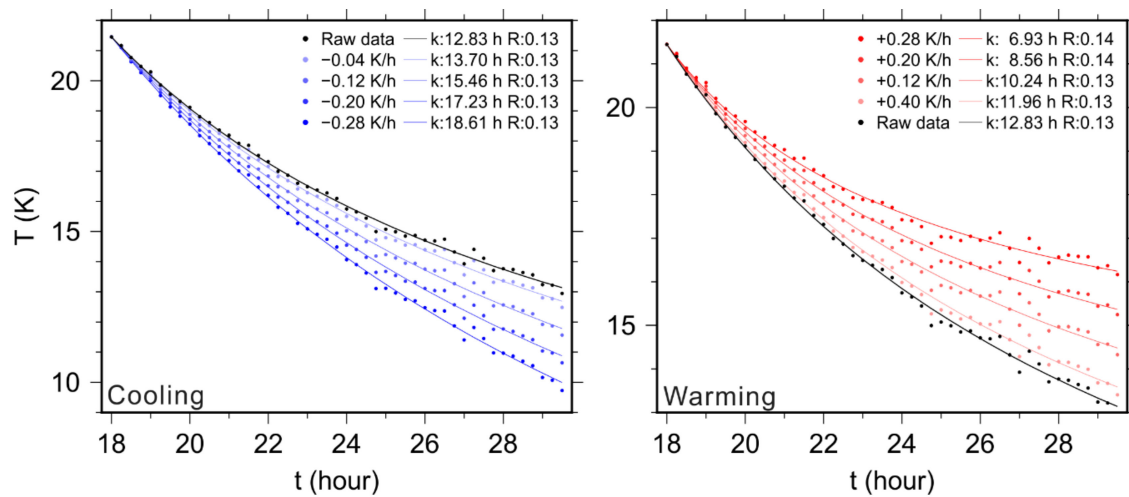 Raw data k:12.83 h R:0.13
−0.04 K/h k:13.70 h R:0.13
−0.12 K/h k:15.46 h R:0.13
−0.20 K/h k:17.23 h R:0.13
−0.28 K/h k:18.61 h R:0.13
20
15
10
T (K)
Cooling
18 20 22 24 26 28
t (hour)
+0.28 K/h k: 6.93 h R:0.14
+0.20 K/h k: 8.56 h R:0.14
+0.12 K/h k:10.24 h R:0.13
+0.40 K/h k:11.96 h R:0.13
Raw data k:12.83 h R:0.13
20
15
Warming
18 20 22 24 26 28
t (hour)